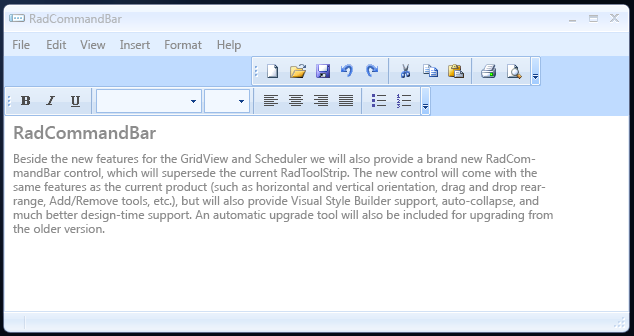 RadCommandBar
File Edit View Insert Format Help
B I U
RadCommandBar
Beside the new features for the GridView and Scheduler we will also provide a brand new RadCom-
mandBar control, which will supersede the current RadToolStrip. The new control will come with the
same features as the current product (such as horizontal and vertical orientation, drag and drop rear-
range, Add/Remove tools, etc.), but will also provide Visual Style Builder support, auto-collapse, and
much better design-time support. An automatic upgrade tool will also be included for upgrading from
the older version.